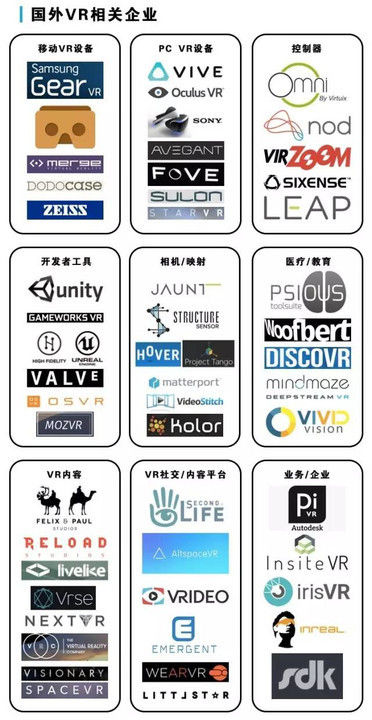 国外VR相关企业
移动VR设备
SAMSUNG
Gear VR
merge
VIRTUAL REALITY
DODOCASE
ZEISS
PC VR设备
VIVE
Oculus VR
SONY
AVEGANT
FOVE
SULON
STARVR
控制器
Omni
By Virtuix
nod
VIRZOOM
SIXENSE
LEAP
开发者工具
unity
GAMEWORKS VR
HIGH FIDELITY
UNREAL
ENGINE
VALVE
OSVR
MOZVR
相机/映射
JAUNT
STRUCTURE
SENSOR
HOVER
Project Tango
matterport
VideoStitch
kolor
医疗/教育
PSIOUS
toolsuite
Woofbert
DISCOVR
mindmaze
DEEPSTREAM VR
VIVID
vision
VR内容
FELIX & PAUL
STUDIOS
RELOAD
STUDIOS
livelike
Vrse
NEXTVR
VRC
THE
VIRTUAL REALITY
COMPANY
VISIONARY
SPACEVR
VR社交/内容平台
SECOND
LIFE
AltspaceVR
VRIDEO
EMERGENT
WEARVR
LITTLSTAR
业务/企业
Pi
VR
Autodesk
InsiteVR
irisVR
inreal
sdk